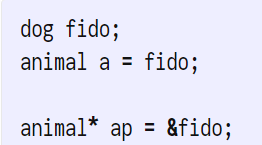 dog fido;
animal a = fido;
animal* ap = &fido;